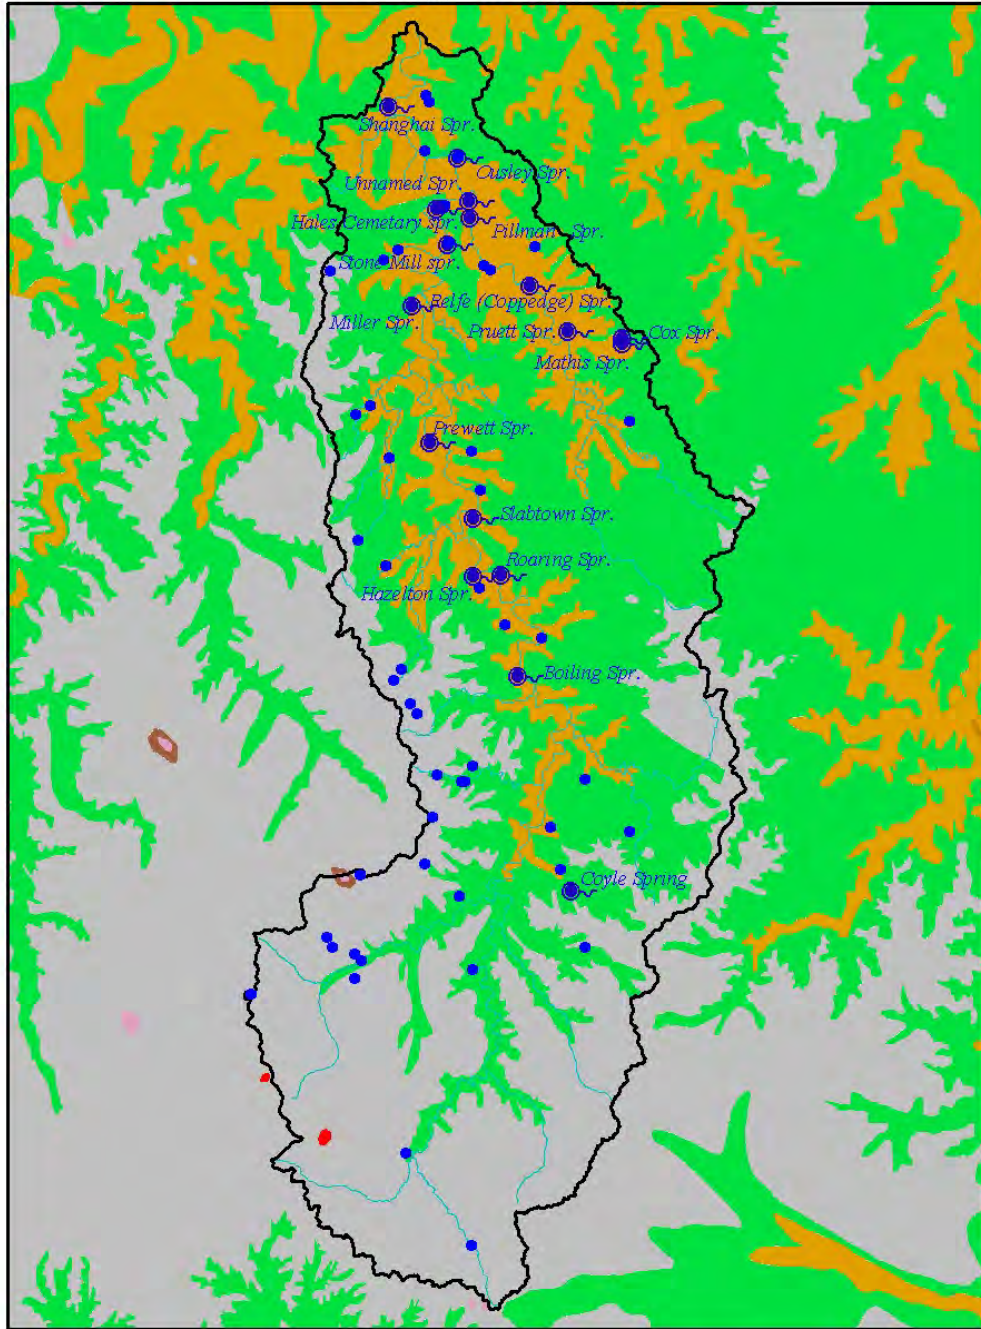 Shanghai Spr.
Ousley Spr.
Unnamed Spr.
Hales Cemetary spr.
Pillman Spr.
Stone Mill spr.
Relfe (Coppedge) Spr.
Miller Spr.
Pruett Spr.
Cox Spr.
Mathis Spr.
Prewett Spr.
Slabtown Spr.
Roaring Spr.
Hazelton Spr.
Boiling Spr.
Coyle Spring